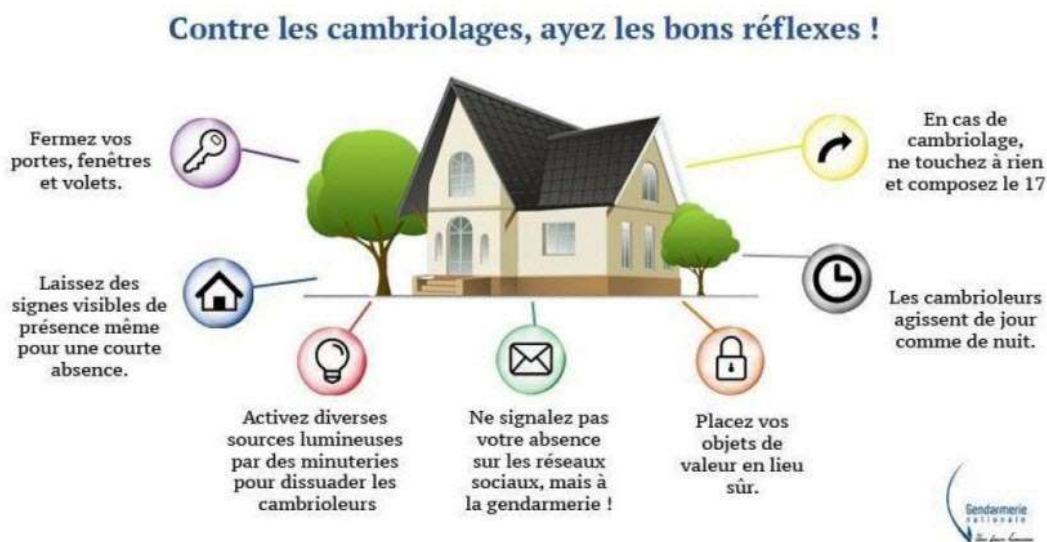 Contre les cambriolages, ayez les bons réflexes !
Fermez vos
portes, fenêtres
et volets.
En cas de
cambriolage,
ne touchez à rien
et composez le 17
Laissez des
signes visibles de
présence même
pour une courte
absence.
Les cambrioleurs
agissent de jour
comme de nuit.
Activez diverses
sources lumineuses
par des minuteries
pour dissuader les
cambrioleurs
Ne signalez pas
votre absence
sur les réseaux
sociaux, mais à
la gendarmerie !
Placez vos
objets de
valeur en lieu
sûr.
Gendarmerie
nationale